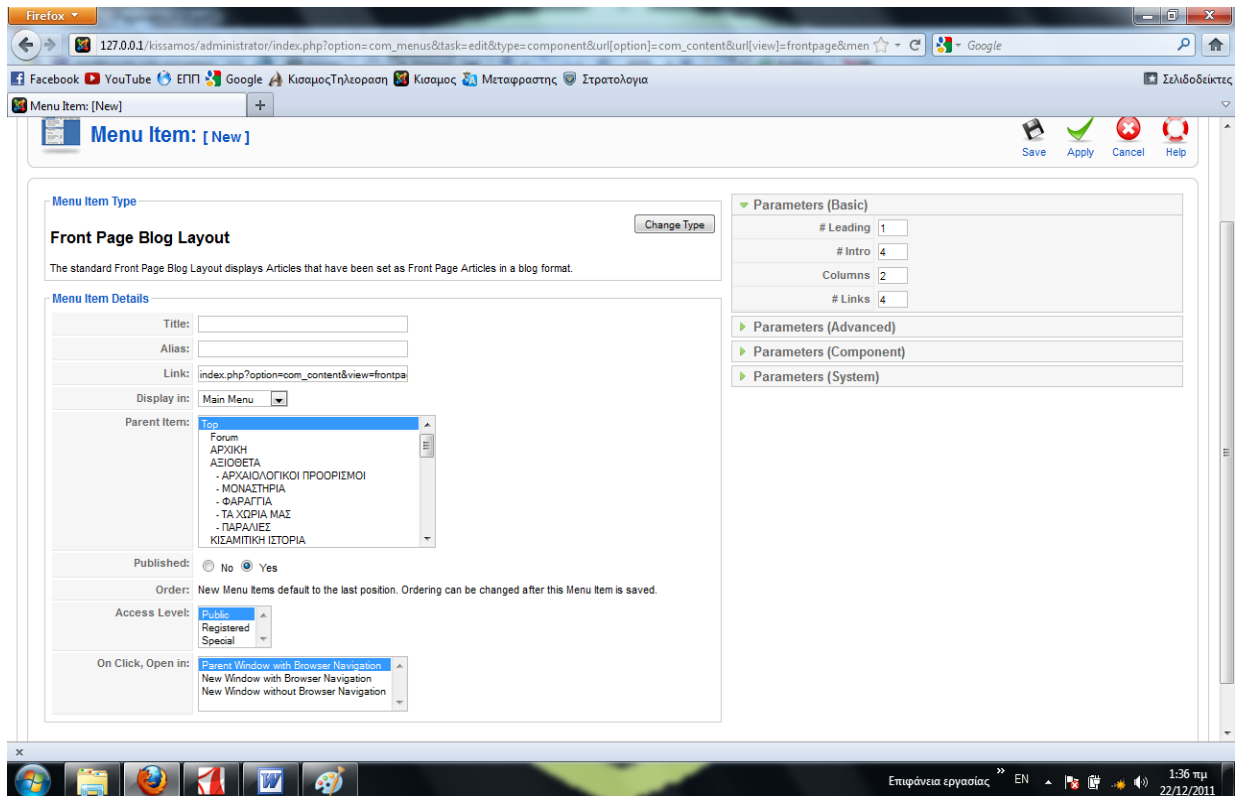 Firefox
127.0.0.1/kissamos/administrator/index.php?option=com_menus&task=edit&type=component&url[option]=com_content&url[view]=frontpage&men
Google
Facebook YouTube ΕΠΠ Google ΚισαμοςΤηλεοραση Κισαμος Μεταφραστης Στρατολογια Σελιδοδείκτες
Menu Item: [New]
Menu Item: [ New ]
Save Apply Cancel Help
Menu Item Type
Change Type
Front Page Blog Layout
The standard Front Page Blog Layout displays Articles that have been set as Front Page Articles in a blog format.
Menu Item Details
Title:
Alias:
Link: index.php?option=com_content&view=frontpa
Display in: Main Menu
Parent Item: Top
Forum
ΑΡΧΙΚΗ
ΑΞΙΟΘΕΤΑ
- ΑΡΧΑΙΟΛΟΓΙΚΟΙ ΠΡΟΟΡΙΣΜΟΙ
- ΜΟΝΑΣΤΗΡΙΑ
- ΦΑΡΑΓΓΙΑ
- ΤΑ ΧΩΡΙΑ ΜΑΣ
- ΠΑΡΑΛΙΕΣ
ΚΙΣΑΜΙΤΙΚΗ ΙΣΤΟΡΙΑ
Published: No Yes
Order: New Menu Items default to the last position. Ordering can be changed after this Menu Item is saved.
Access Level: Public
Registered
Special
On Click, Open in: Parent Window with Browser Navigation
New Window with Browser Navigation
New Window without Browser Navigation
Parameters (Basic)
# Leading 1
# Intro 4
Columns 2
# Links 4
Parameters (Advanced)
Parameters (Component)
Parameters (System)
Επιφάνεια εργασίας » EN 1:36 πμ
22/12/2011